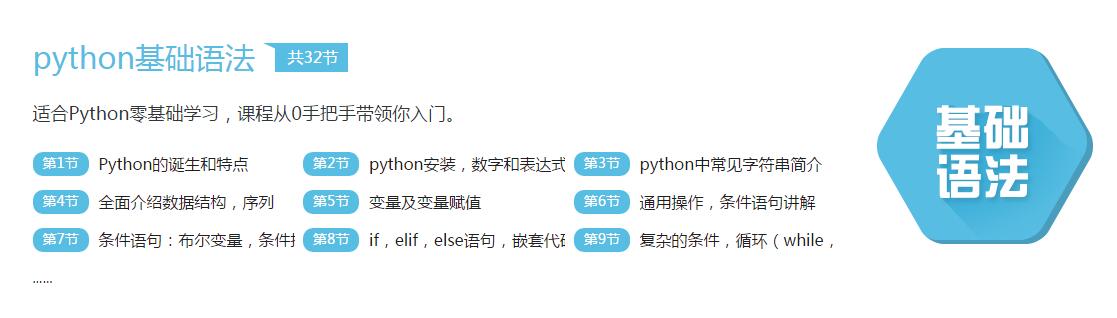 python基础语法 共32节
适合Python零基础学习，课程从0手把手带领你入门。
第1节 Python的诞生和特点 第2节 python安装，数字和表达式 第3节 python中常见字符串简介
第4节 全面介绍数据结构，序列 第5节 变量及变量赋值 第6节 通用操作，条件语句讲解
第7节 条件语句：布尔变量，条件 第8节 if，elif，else语句，嵌套代 第9节 复杂的条件，循环（while，
......
基础
语法